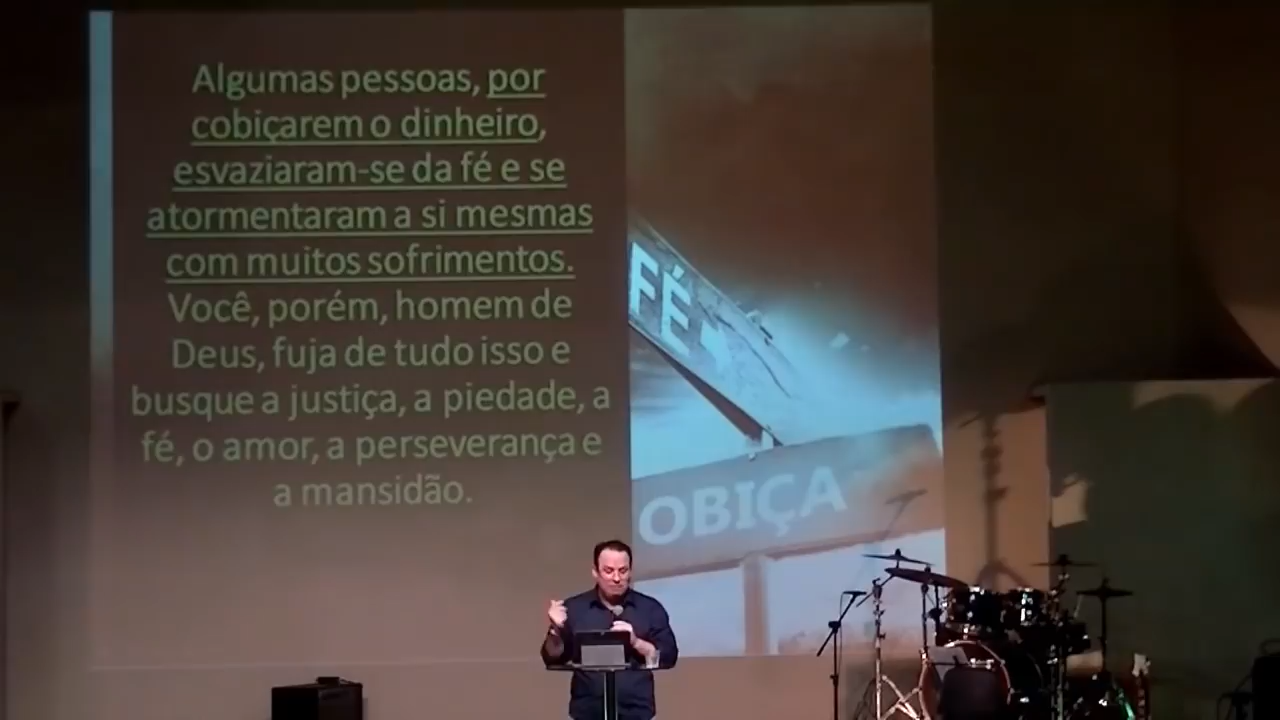 Algumas pessoas, por
cobiçarem o dinheiro,
esvaziaram-se da fé e se
atormentaram a si mesmas
com muitos sofrimentos.
Você, porém, homem de
Deus, fuja de tudo isso e
busque a justiça, a piedade, a
fé, o amor, a perseverança e
a mansidão.
FÉ
OBIÇA